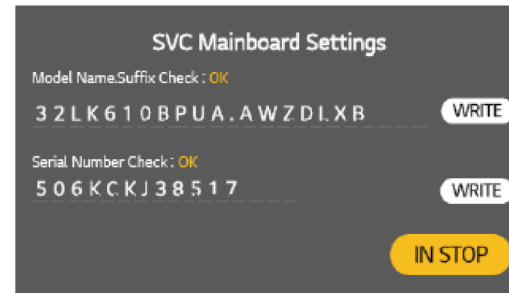 SVC Mainboard Settings
Model Name.Suffix Check : OK
32LK610BPUA.AWZDLXB WRITE
Serial Number Check : OK
506KCKJ38517 WRITE
IN STOP